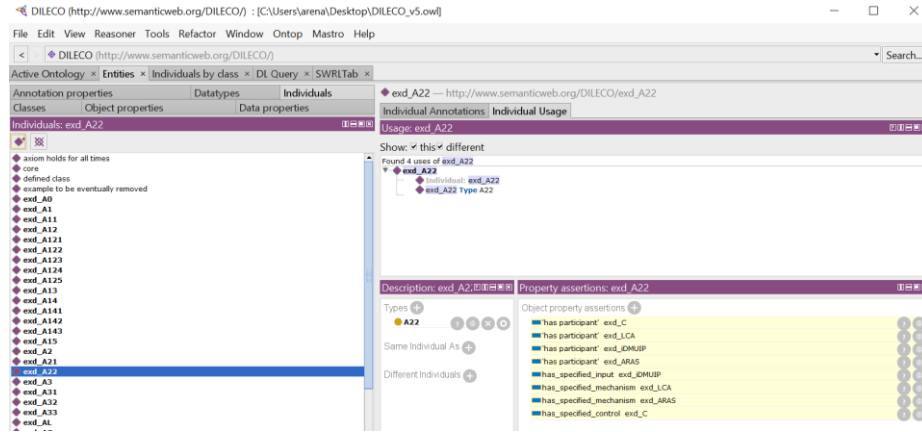 DILECO (http://www.semanticweb.org/DILECO/) : [C:\Users\arena\Desktop\DILECO_v5.owl]
File Edit View Reasoner Tools Refactor Window Ontop Mastro Help
< > DILECO (http://www.semanticweb.org/DILECO/) Search...
Active Ontology × Entities × Individuals by class × DL Query × SWRLTab ×
Annotation properties Datatypes Individuals
Classes Object properties Data properties
Individuals: exd_A22
axiom holds for all times
core
defined class
example to be eventually removed
exd_A0
exd_A1
exd_A11
exd_A12
exd_A121
exd_A122
exd_A123
exd_A124
exd_A125
exd_A13
exd_A14
exd_A141
exd_A142
exd_A143
exd_A15
exd_A2
exd_A21
exd_A22
exd_A3
exd_A31
exd_A32
exd_A33
exd_AL
exd_A22 — http://www.semanticweb.org/DILECO/exd_A22
Individual Annotations Individual Usage
Usage: exd_A22
Show: this different
Found 4 uses of exd_A22
exd_A22
Individual: exd_A22
exd_A22 Type A22
Description: exd_A22
Types
A22
Same Individual As
Different Individuals
Property assertions: exd_A22
Object property assertions
'has participant' exd_C
'has participant' exd_LCA
'has participant' exd_iDMUIP
'has participant' exd_ARAS
has_specified_input exd_iDMUIP
has_specified_mechanism exd_LCA
has_specified_mechanism exd_ARAS
has_specified_control exd_C